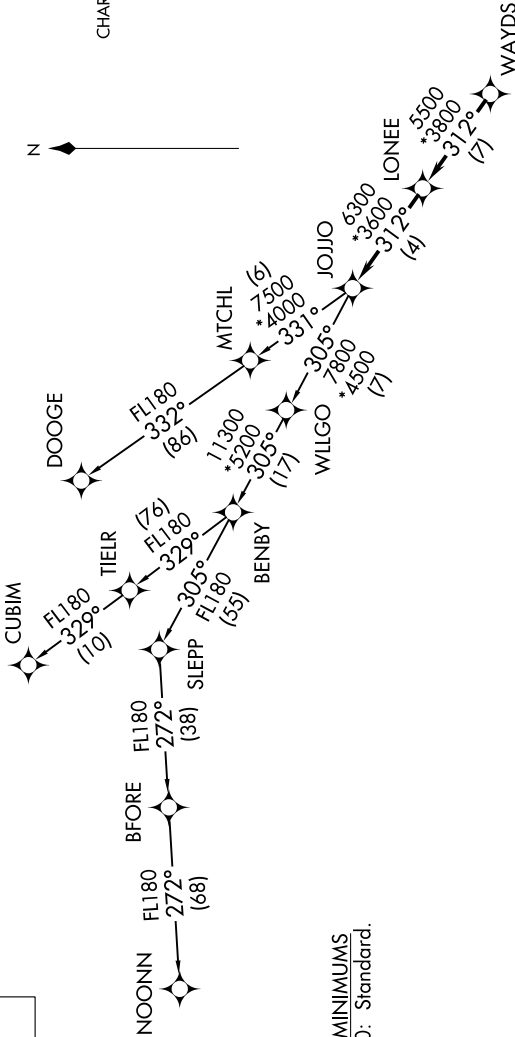 CHAR
N
WAYDS
5500
*3800
312°
(7)
LONEE
6300
*3600
312°
(4)
JOJJO
(6)
7500
*4000
331°
MTCHL
FL180
332°
(86)
DOOGE
305°
7800
*4500
(7)
WLLGO
11300
*5200
305°
(17)
BENBY
(76)
FL180
329°
TIELR
FL180
329°
(10)
CUBIM
305°
FL180
(55)
SLEPP
FL180
272°
(38)
BFORE
FL180
272°
(68)
NOONN
MINIMUMS
0: Standard.